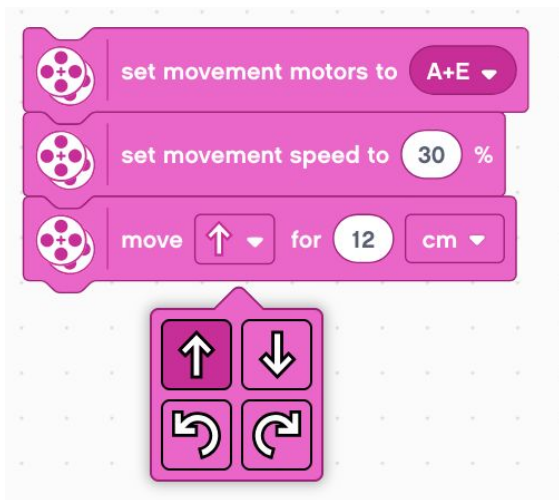 set movement motors to A+E
set movement speed to 30 %
move for 12 cm